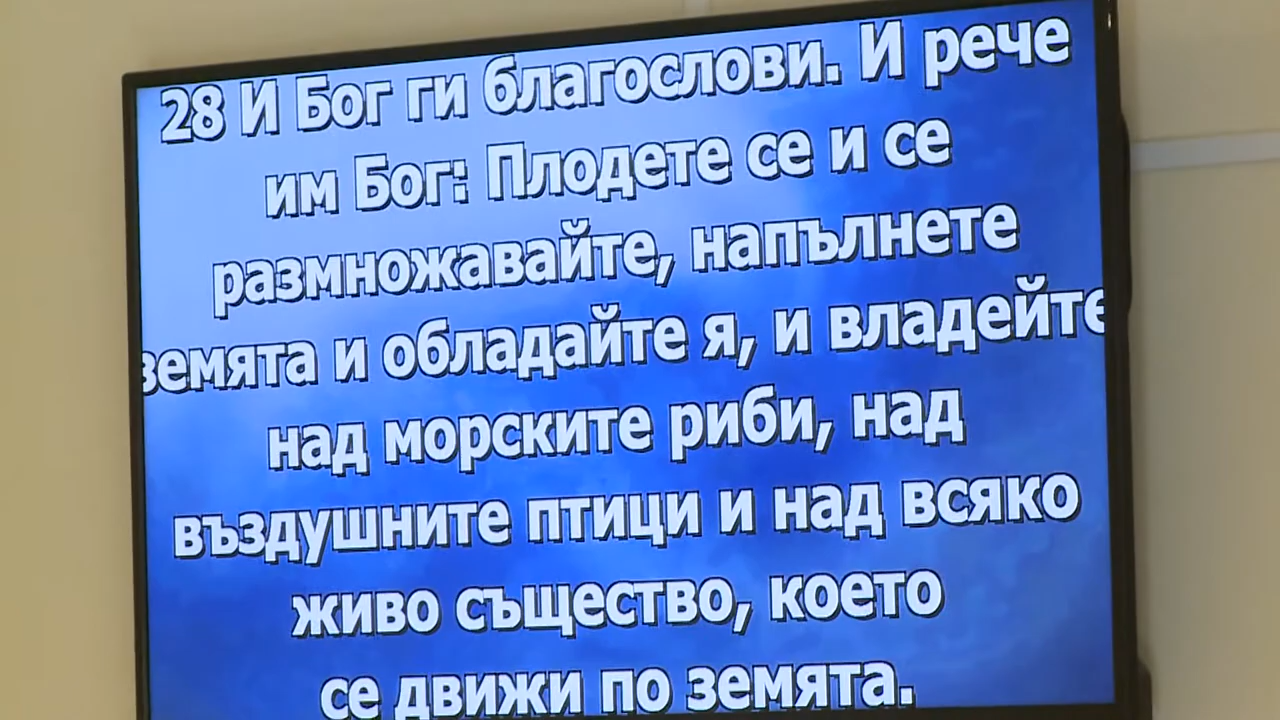 28 И Бог ги благослови. И рече
им Бог: Плодете се и се
размножавайте, напълнете
земята и обладайте я, и владейте
над морските риби, над
въздушните птици и над всяко
живо същество, което
се движи по земята.